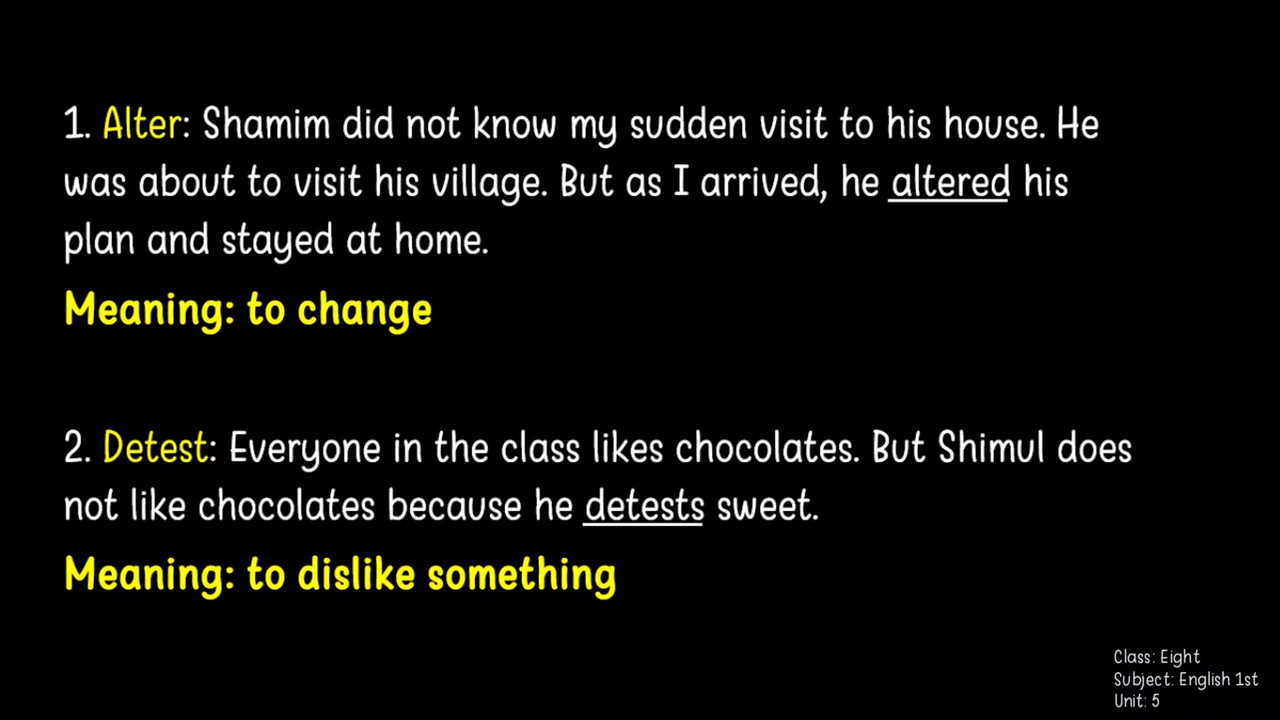 1. Alter: Shamim did not know my sudden visit to his house. He
was about to visit his village. But as I arrived, he altered his
plan and stayed at home.
Meaning: to change
2. Detest: Everyone in the class likes chocolates. But Shimul does
not like chocolates because he detests sweet.
Meaning: to dislike something
Class: Eight
Subject: English 1st
Unit: 5